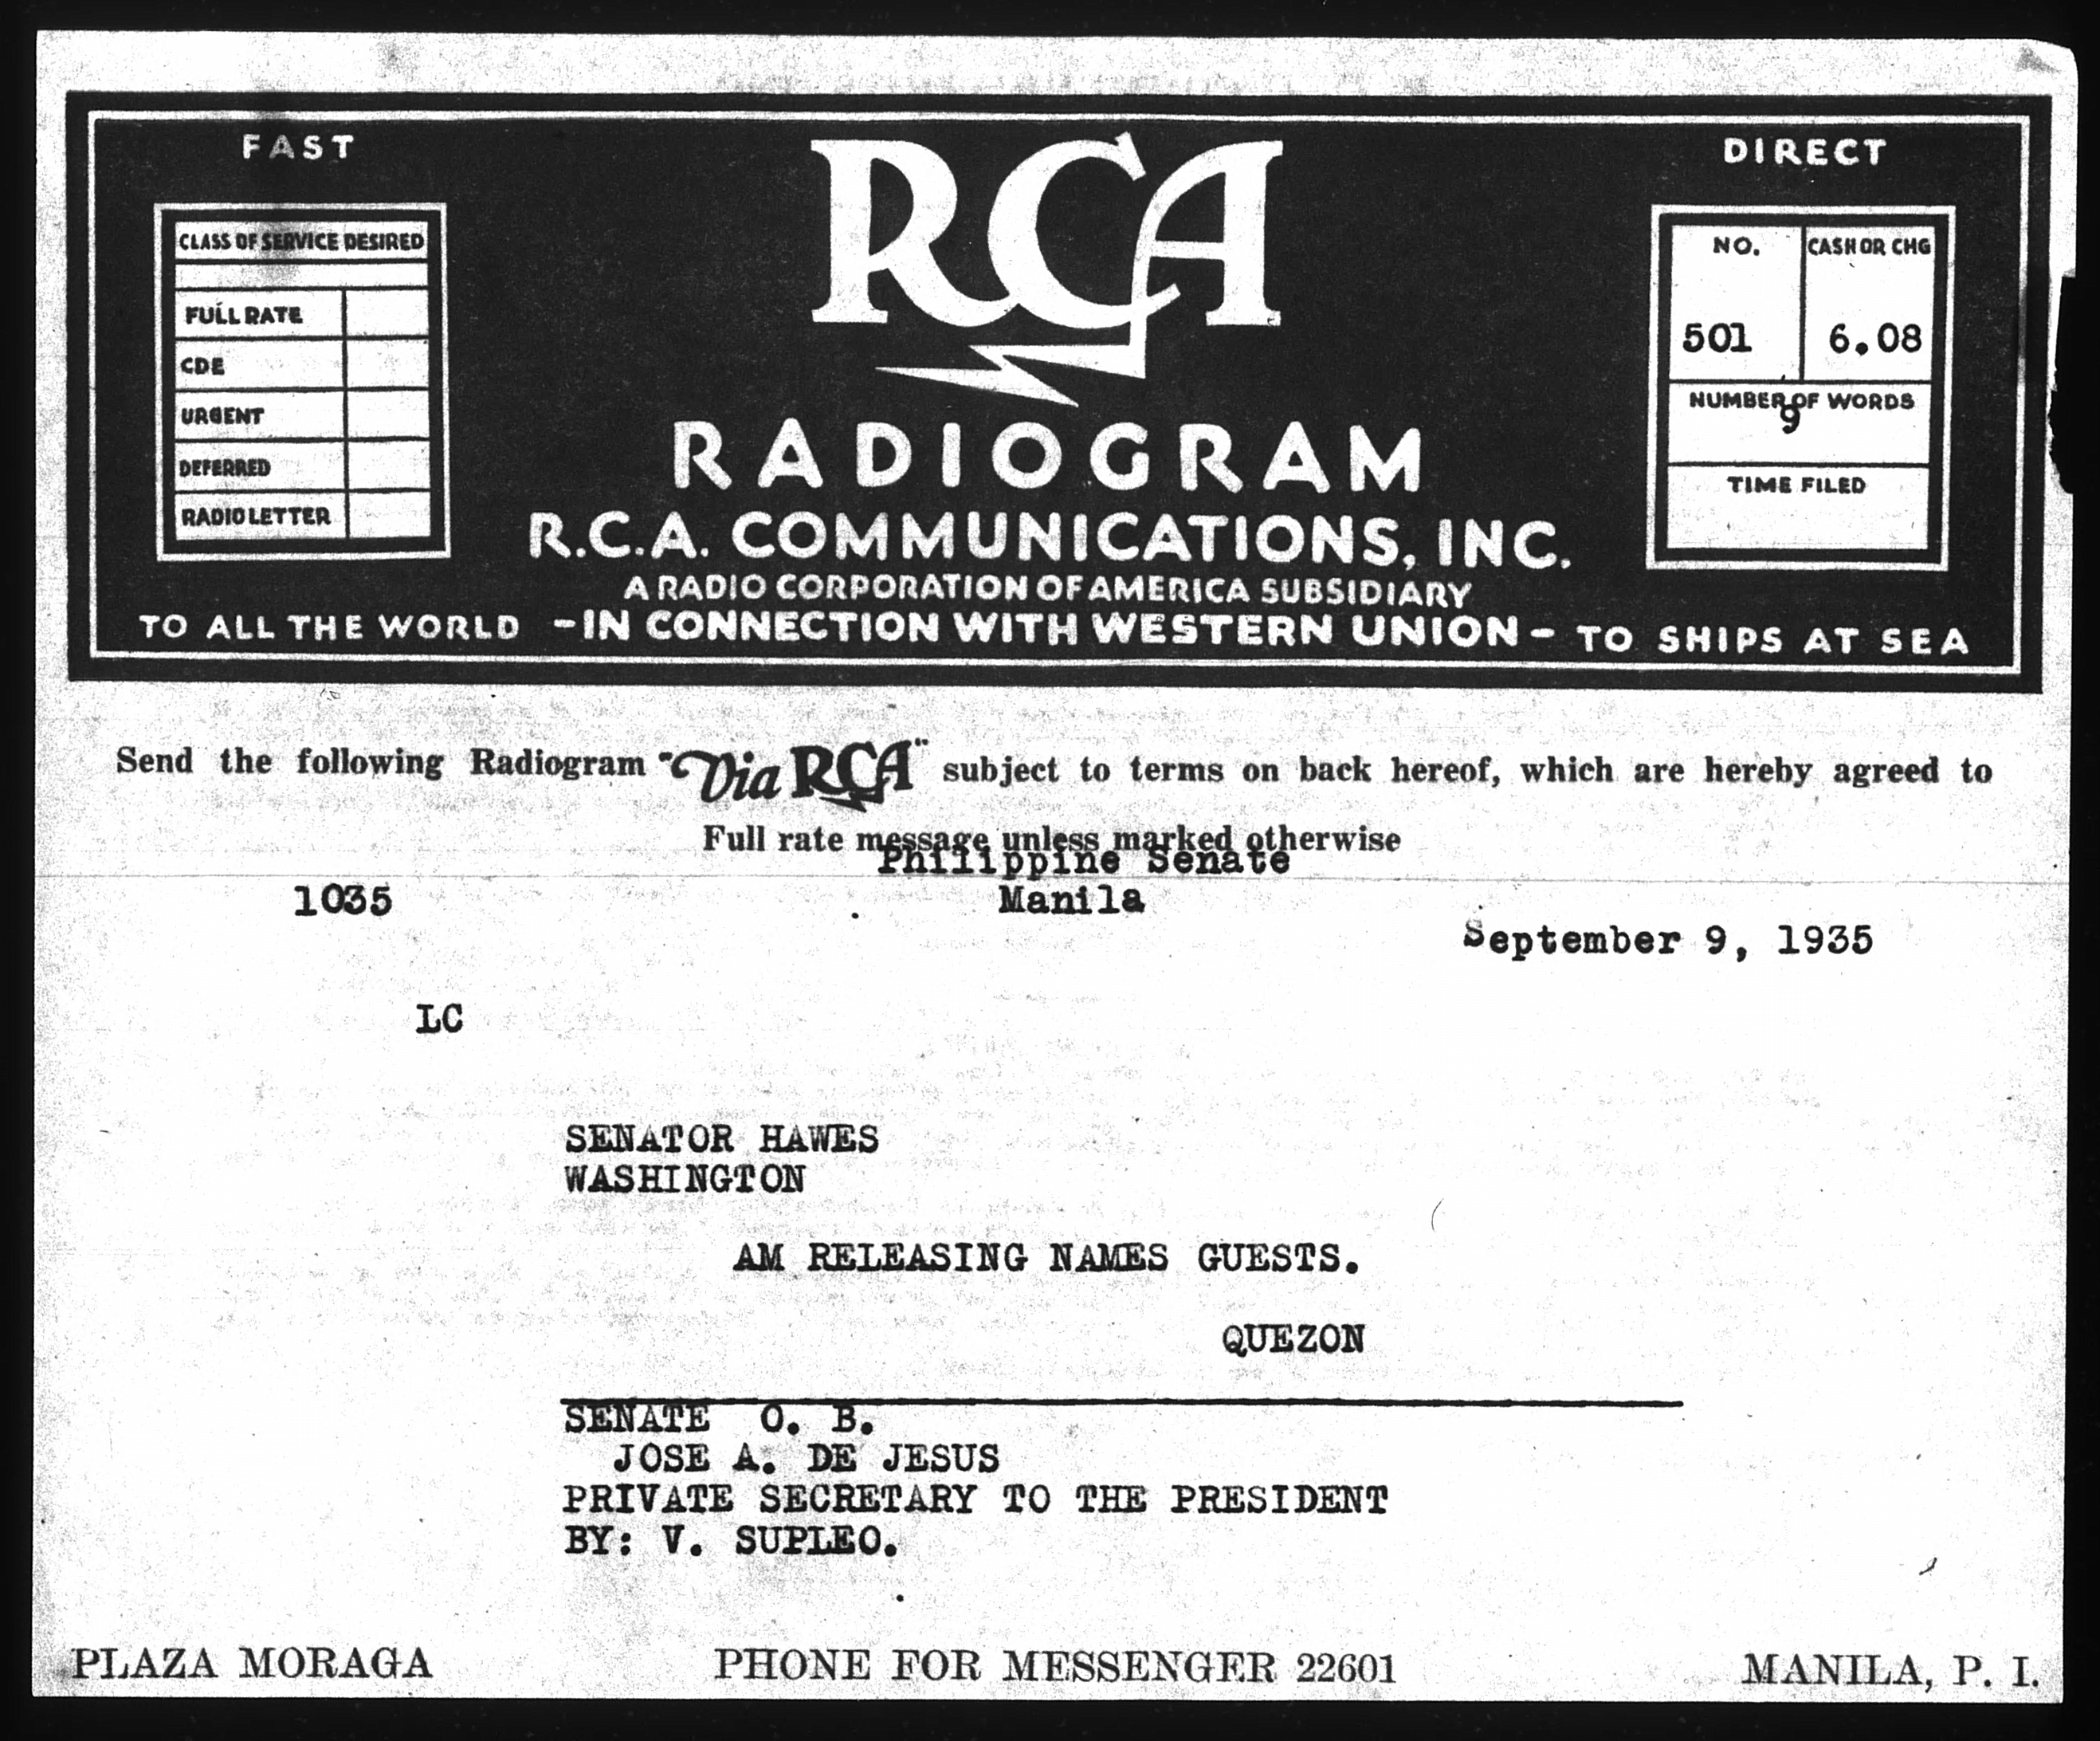 FAST
DIRECT
RCA
CLASS OF SERVICE DESIRED
FULL RATE
CDE
URGENT
DEFERRED
RADIO LETTER
NO.
CASH OR CHG
501
6.08
NUMBER OF WORDS
9
TIME FILED
RADIOGRAM
R.C.A. COMMUNICATIONS, INC.
A RADIO CORPORATION OF AMERICA SUBSIDIARY
TO ALL THE WORLD -IN CONNECTION WITH WESTERN UNION- TO SHIPS AT SEA
Send the following Radiogram "Via RCA" subject to terms on back hereof, which are hereby agreed to
Full rate message unless marked otherwise
Philippine Senate
1035
Manila
September 9, 1935
LC
SENATOR HAWES
WASHINGTON
AM RELEASING NAMES GUESTS.
QUEZON
SENATE O. B.
JOSE A. DE JESUS
PRIVATE SECRETARY TO THE PRESIDENT
BY: V. SUPLEO.
PLAZA MORAGA
PHONE FOR MESSENGER 22601
MANILA, P. I.